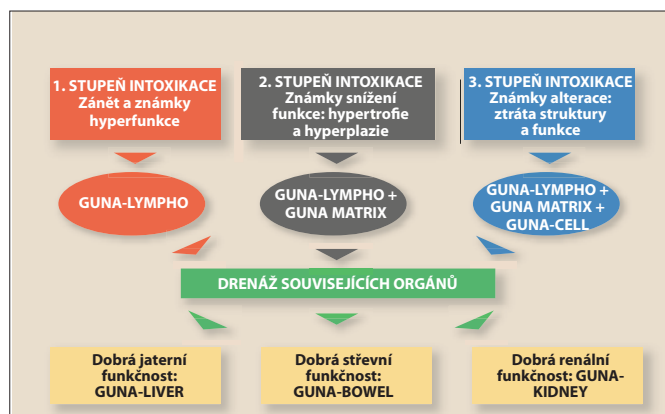 1. STUPEŇ INTOXIKACE
Zánět a známky
hyperfunkce
2. STUPEŇ INTOXIKACE
Známky snížení
funkce: hypertrofie
a hyperplazie
3. STUPEŇ INTOXIKACE
Známky alterace:
ztráta struktury
a funkce
GUNA-LYMPHO
GUNA-LYMPHO +
GUNA MATRIX
GUNA-LYMPHO +
GUNA MATRIX +
GUNA-CELL
DRENÁŽ SOUVISEJÍCÍCH ORGÁNŮ
Dobrá jaterní
funkčnost:
GUNA-LIVER
Dobrá střevní
funkčnost:
GUNA-BOWEL
Dobrá renální
funkčnost: GUNA-
KIDNEY